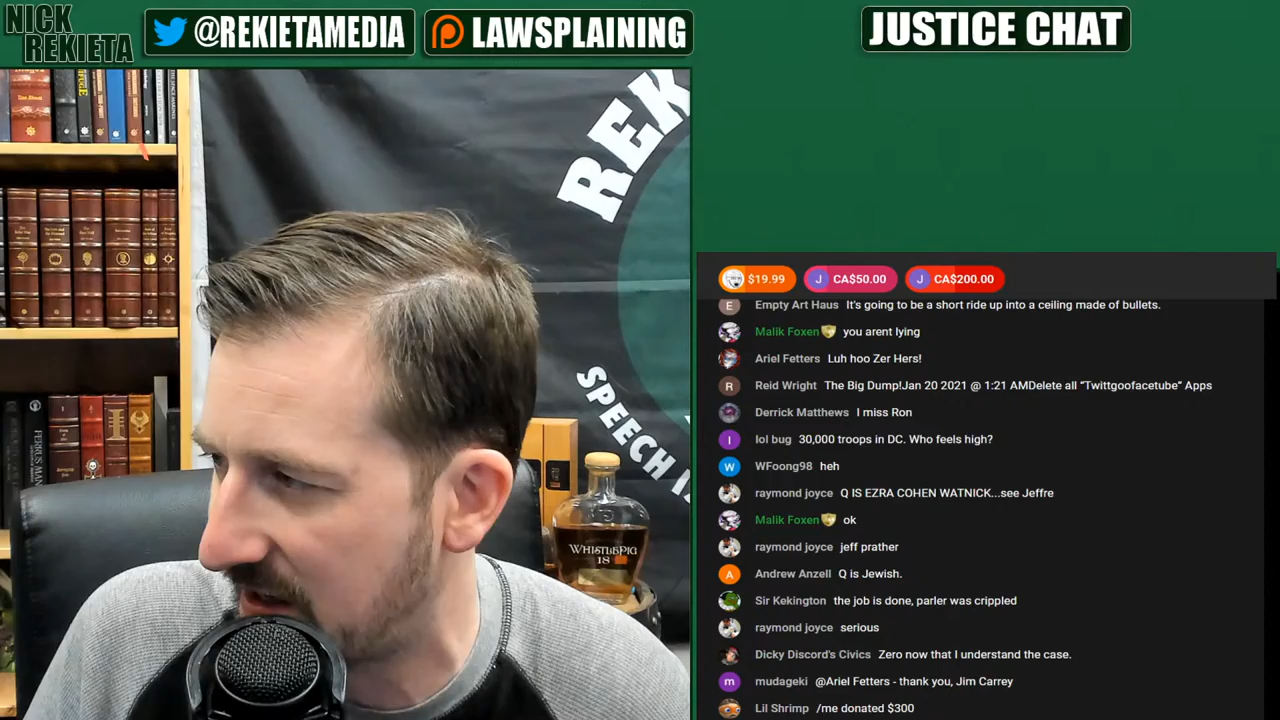 NICK
REKIETA
@REKIETAMEDIA
LAWSPLAINING
JUSTICE CHAT
REK
SPEECH I
WHISTLEPIG
18
$19.99
J CA$50.00
J CA$200.00
E Empty Art Haus It's going to be a short ride up into a ceiling made of bullets.
Malik Foxen you arent lying
Ariel Fetters Luh hoo Zer Hers!
R Reid Wright The Big Dump!Jan 20 2021 @ 1:21 AMDelete all “Twittgoofacetube” Apps
Derrick Matthews I miss Ron
l lol bug 30,000 troops in DC. Who feels high?
W WFoong98 heh
raymond joyce Q IS EZRA COHEN WATNICK...see Jeffre
Malik Foxen ok
raymond joyce jeff prather
A Andrew Anzell Q is Jewish.
Sir Kekington the job is done, parler was crippled
raymond joyce serious
Dicky Discord's Civics Zero now that I understand the case.
m mudageki @Ariel Fetters - thank you, Jim Carrey
Lil Shrimp /me donated $300